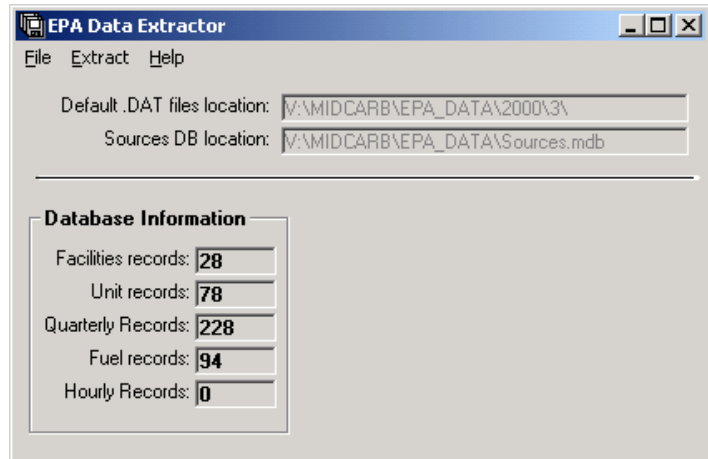 EPA Data Extractor
File Extract Help
Default .DAT files location: V:\MIDCARB\EPA_DATA\2000\3\
Sources DB location: V:\MIDCARB\EPA_DATA\Sources.mdb
Database Information
Facilities records: 28
Unit records: 78
Quarterly Records: 228
Fuel records: 94
Hourly Records: 0